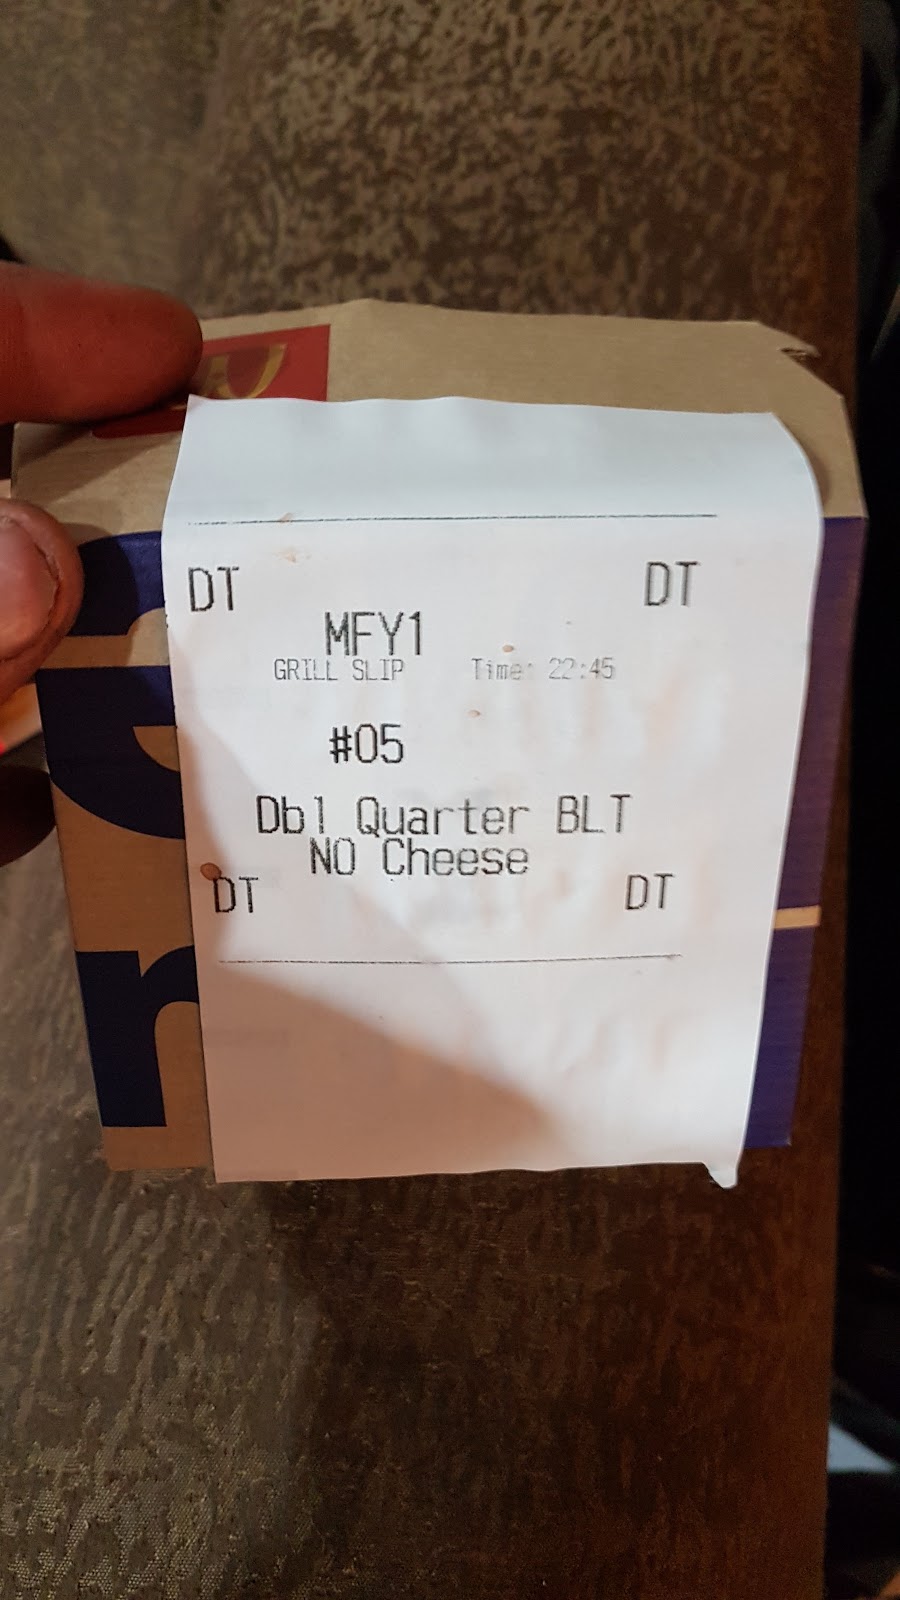 DT DT
MFY1
GRILL SLIP Time: 22:45
#05
Dbl Quarter BLT
NO Cheese
DT DT